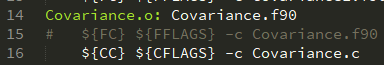 14 Covariance.o: Covariance.f90
15 # ${FC} ${FFLAGS} -c Covariance.f90
16 ${CC} ${CFLAGS} -c Covariance.c